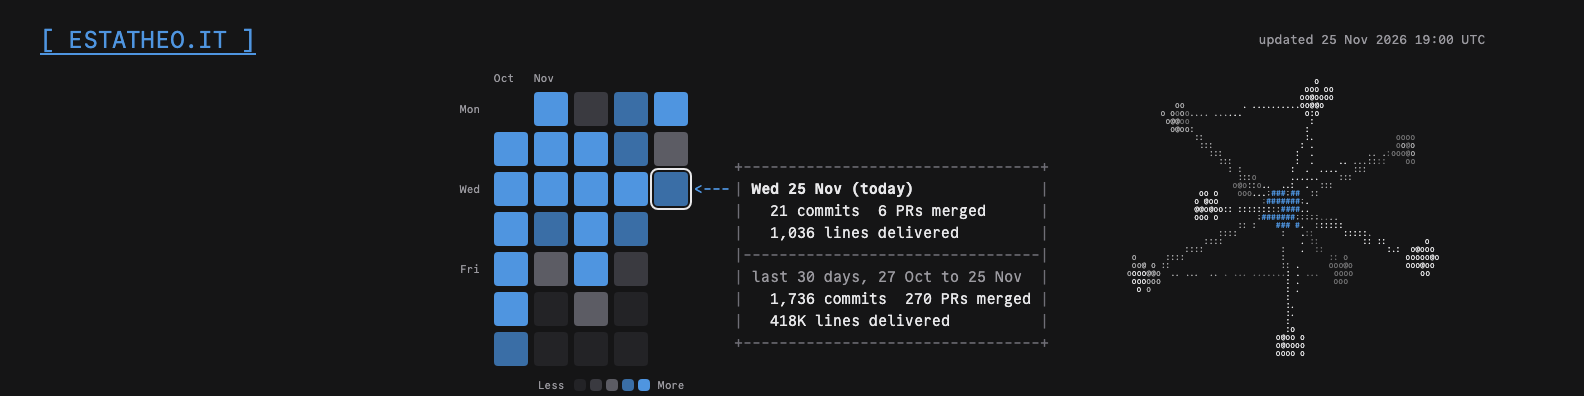 [ ESTATHEO.IT ]
updated 25 Nov 2026 19:00 UTC
Oct Nov
Mon
Wed
Fri
<---
Wed 25 Nov (today)
21 commits 6 PRs merged
1,036 lines delivered
last 30 days, 27 Oct to 25 Nov
1,736 commits 270 PRs merged
418K lines delivered
Less More